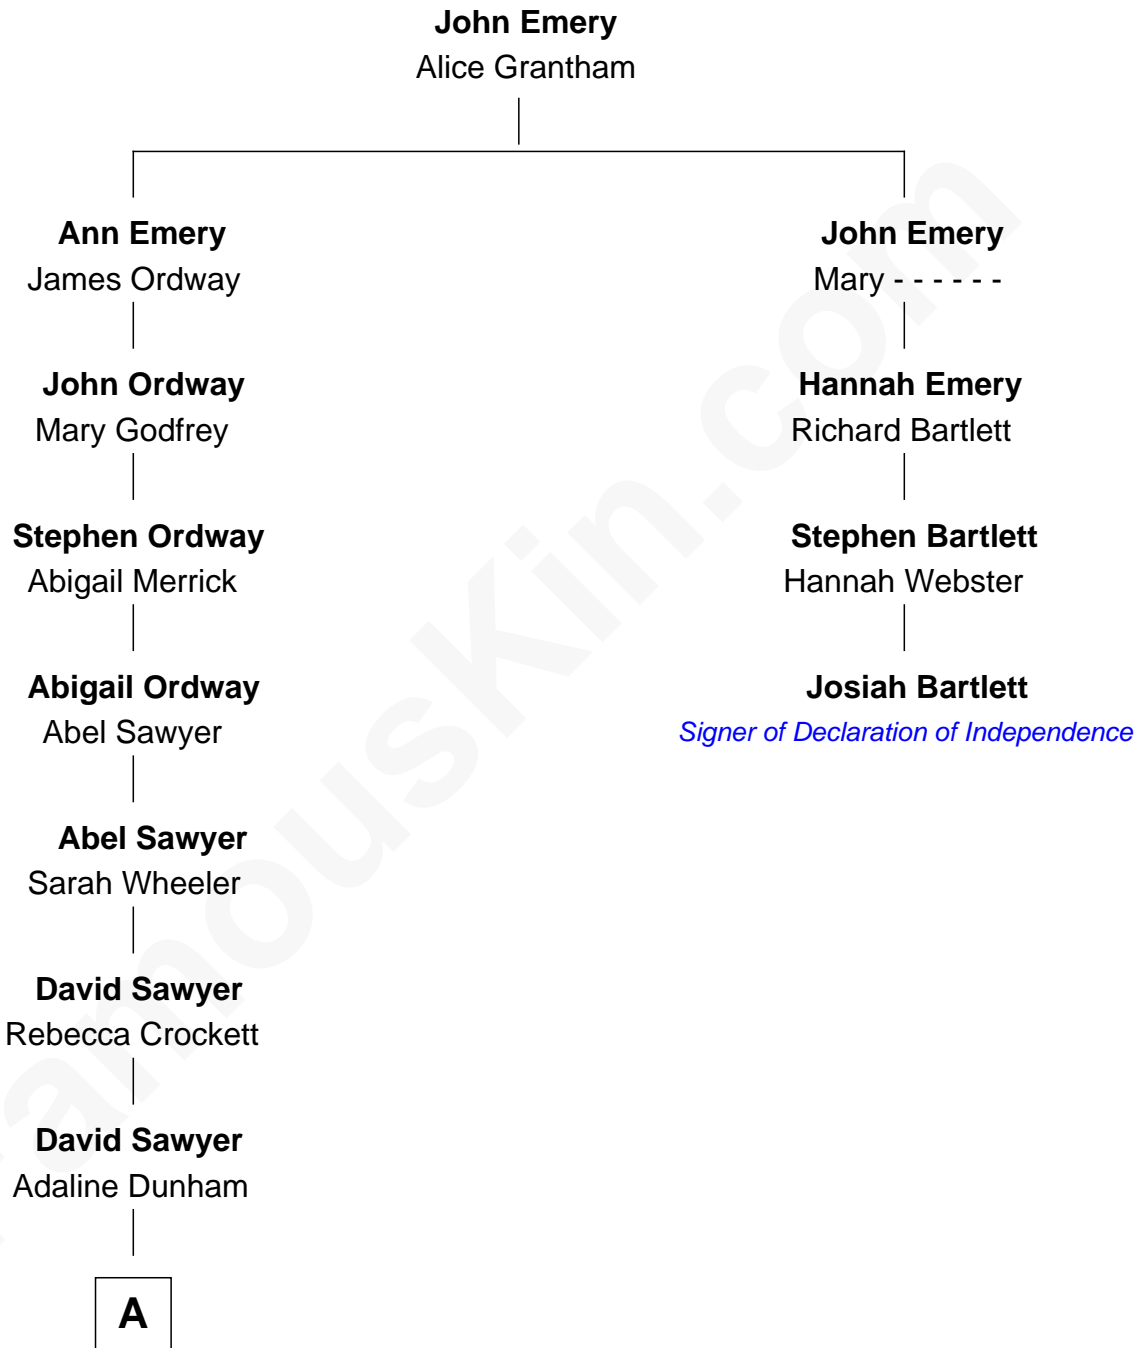 John Emery
Alice Grantham
Ann Emery
James Ordway
John Emery
Mary - - - - - -
John Ordway
Mary Godfrey
Hannah Emery
Richard Bartlett
Stephen Ordway
Abigail Merrick
Stephen Bartlett
Hannah Webster
Abigail Ordway
Abel Sawyer
Josiah Bartlett
Signer of Declaration of Independence
Abel Sawyer
Sarah Wheeler
David Sawyer
Rebecca Crockett
David Sawyer
Adaline Dunham
A
FamousKin.com